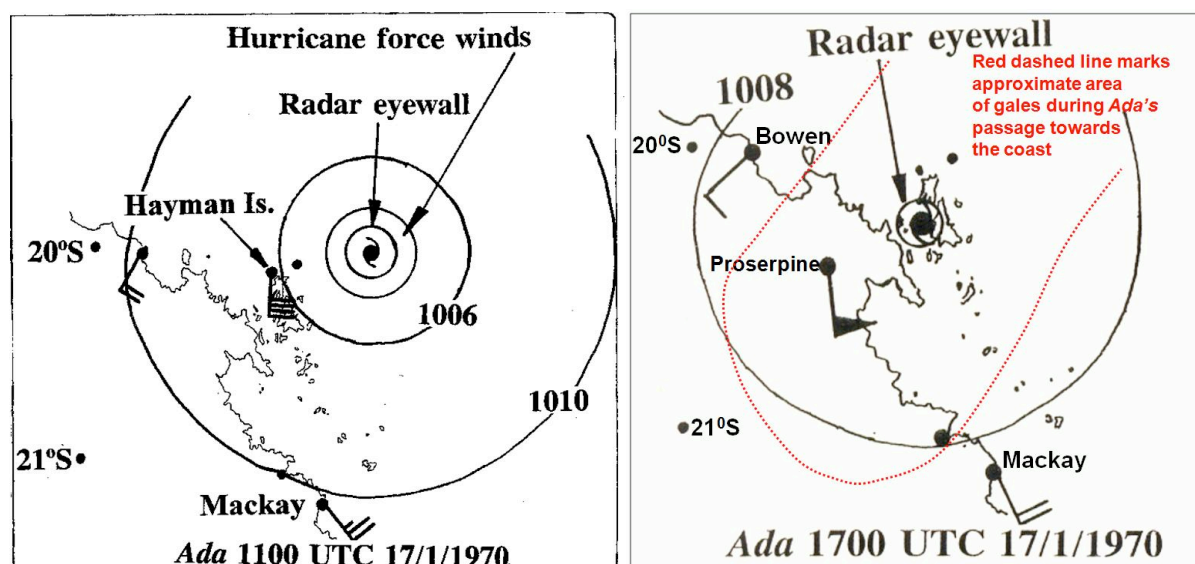 Hurricane force winds
Radar eyewall
Hayman Is.
20ºS
1006
1010
21ºS
Mackay
Ada 1100 UTC 17/1/1970
Radar eyewall
Red dashed line marks
approximate area
of gales during Ada's
passage towards
the coast
1008
Bowen
20⁰S
Proserpine
21⁰S
Mackay
Ada 1700 UTC 17/1/1970